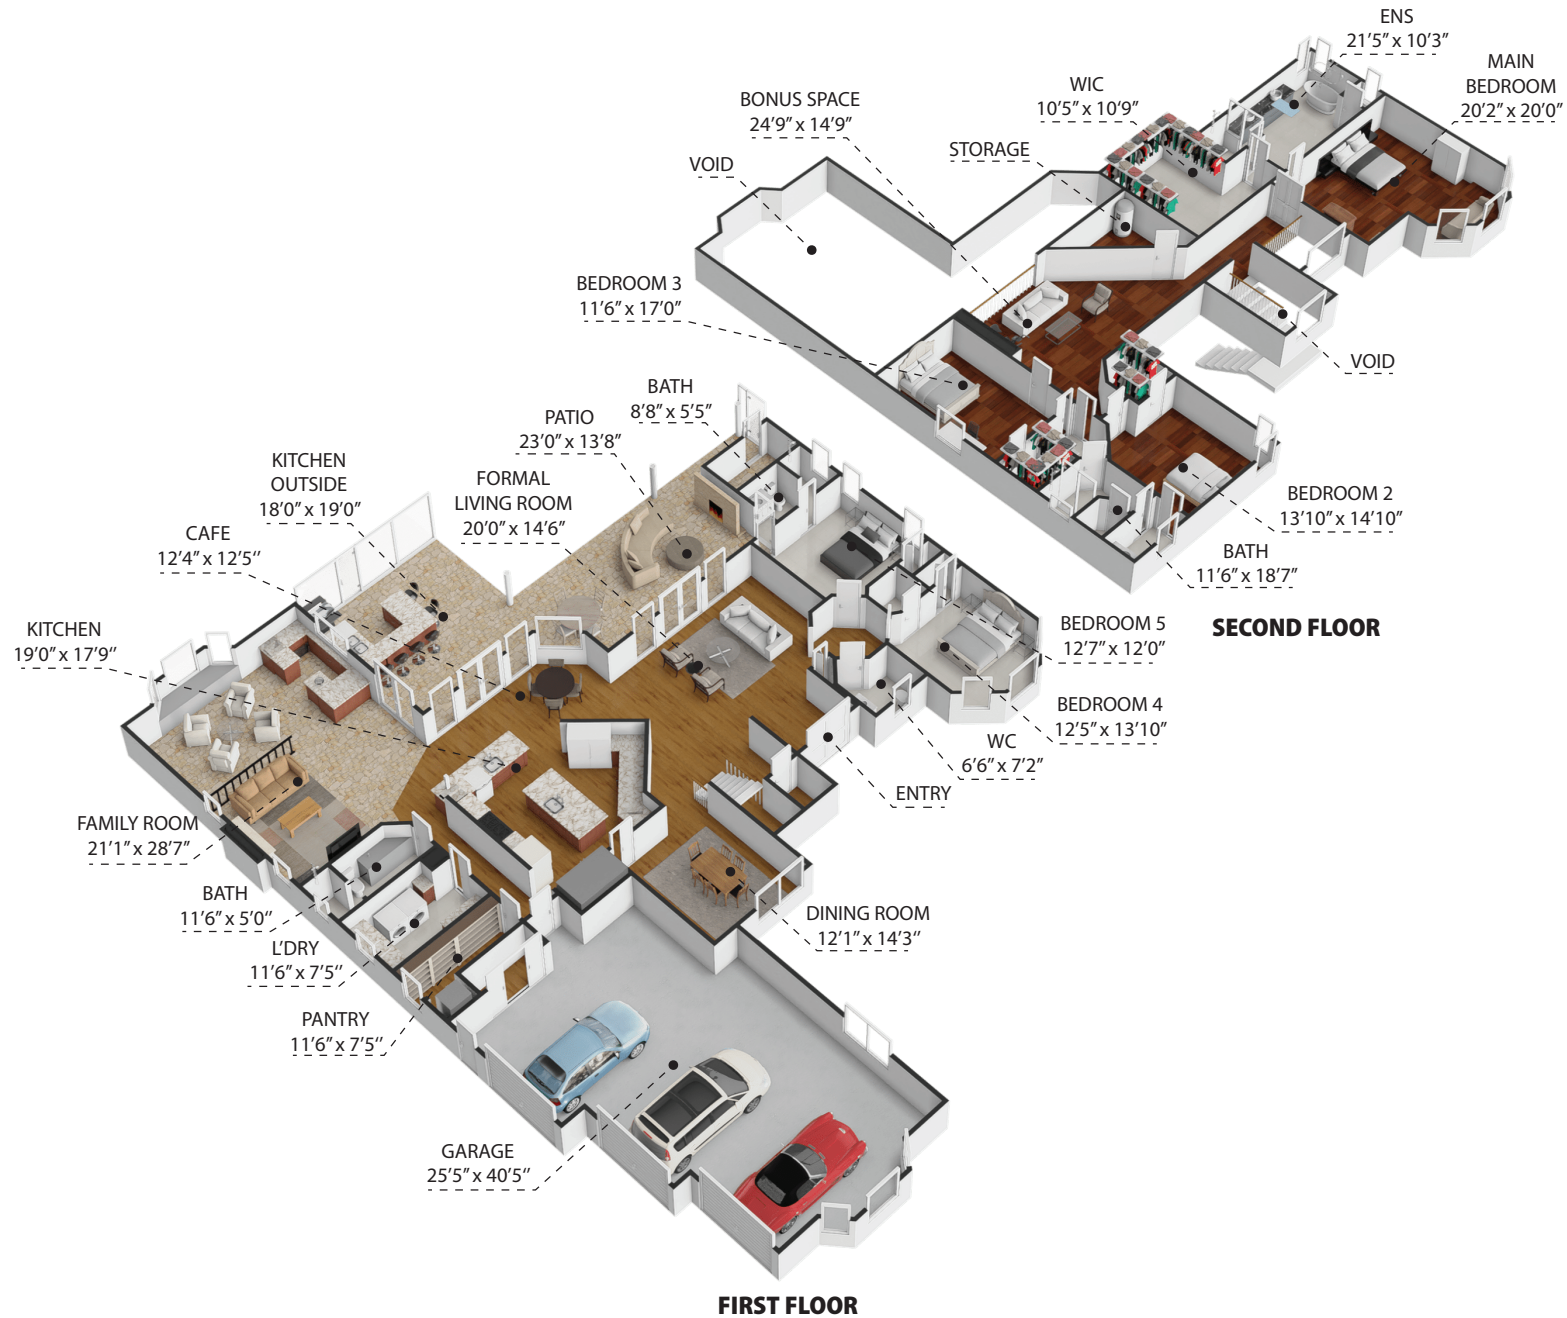 ENS
21'5" x 10'3"
MAIN
BEDROOM
20'2" x 20'0"
WIC
10'5" x 10'9"
BONUS SPACE
24'9" x 14'9"
STORAGE
VOID
BEDROOM 3
11'6" x 17'0"
VOID
BATH
8'8" x 5'5"
PATIO
23'0" x 13'8"
KITCHEN
OUTSIDE
18'0" x 19'0"
FORMAL
LIVING ROOM
20'0" x 14'6"
CAFE
12'4" x 12'5"
BEDROOM 2
13'10" x 14'10"
BATH
11'6" x 18'7"
SECOND FLOOR
KITCHEN
19'0" x 17'9"
BEDROOM 5
12'7" x 12'0"
BEDROOM 4
12'5" x 13'10"
WC
6'6" x 7'2"
ENTRY
FAMILY ROOM
21'1" x 28'7"
BATH
11'6" x 5'0"
DINING ROOM
12'1" x 14'3"
L'DRY
11'6" x 7'5"
PANTRY
11'6" x 7'5"
GARAGE
25'5" x 40'5"
FIRST FLOOR